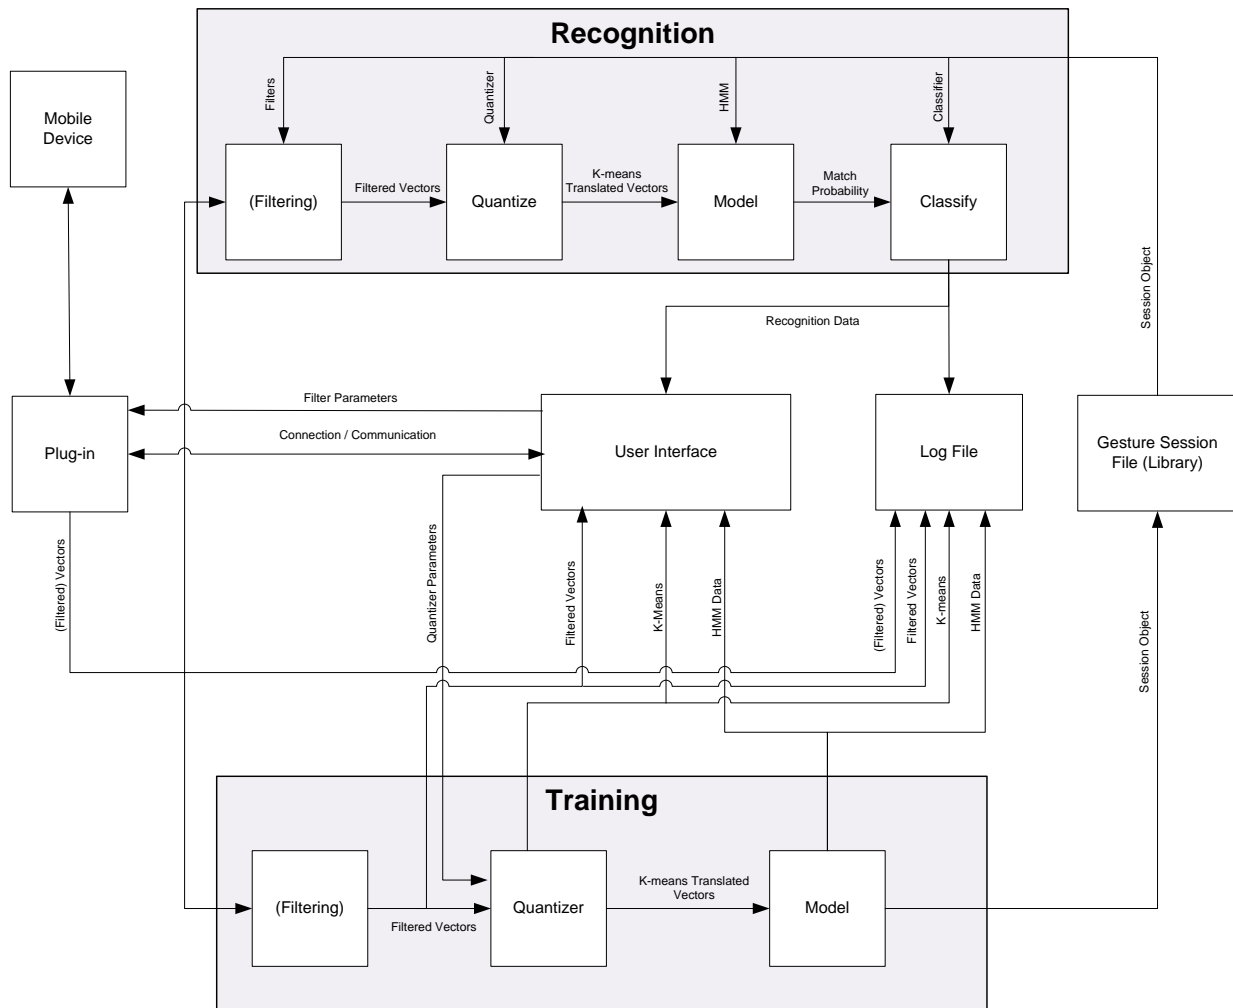 Recognition
Filters
Quantizer
HMM
Classifier
Mobile
Device
(Filtering)
Filtered Vectors
Quantize
K-means
Translated Vectors
Model
Match
Probability
Classify
Session Object
Recognition Data
Filter Parameters
Connection / Communication
Plug-in
User Interface
Log File
Gesture Session
File (Library)
(Filtered) Vectors
Quantizer Parameters
Filtered Vectors
K-Means
HMM Data
(Filtered) Vectors
Filtered Vectors
K-means
HMM Data
Session Object
Training
(Filtering)
Filtered Vectors
Quantizer
K-means Translated
Vectors
Model